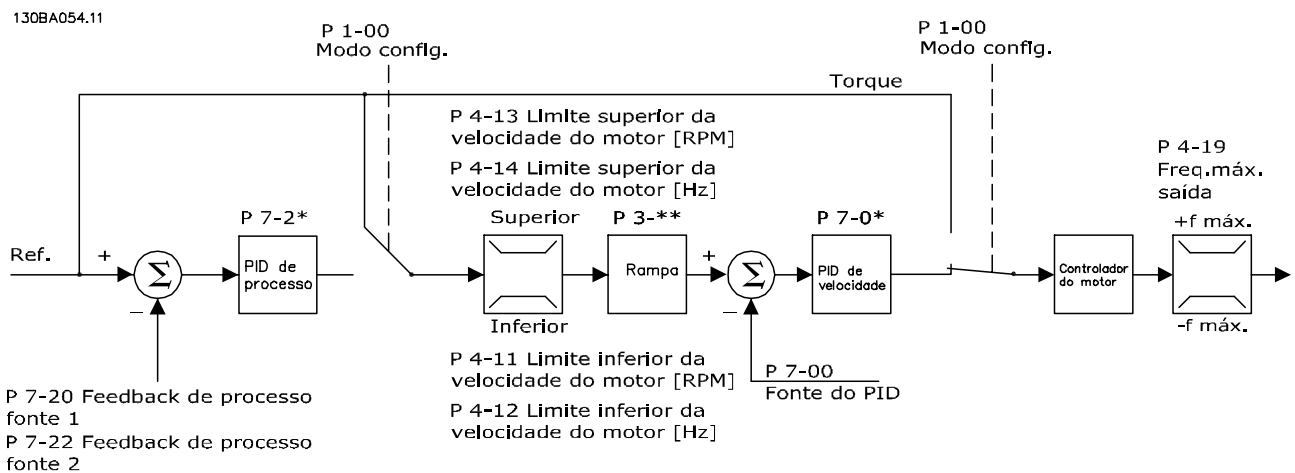 130BA054.11
P 1-00
Modo config.
P 1-00
Modo config.
Torque
P 4-13 Limite superior da
velocidade do motor [RPM]
P 4-14 Limite superior da
velocidade do motor [Hz]
P 4-19
Freq.máx.
saída
P 7-2*
Superior
P 3-**
P 7-0*
+f máx.
Ref.
+
Σ
PID de
processo
Rampa
+
Σ
PID de
velocidade
Controlador
do motor
−
Inferior
−
-f máx.
P 7-20 Feedback de processo
fonte 1
P 7-22 Feedback de processo
fonte 2
P 4-11 Limite inferior da
velocidade do motor [RPM]
P 4-12 Limite inferior da
velocidade do motor [Hz]
P 7-00
Fonte do PID